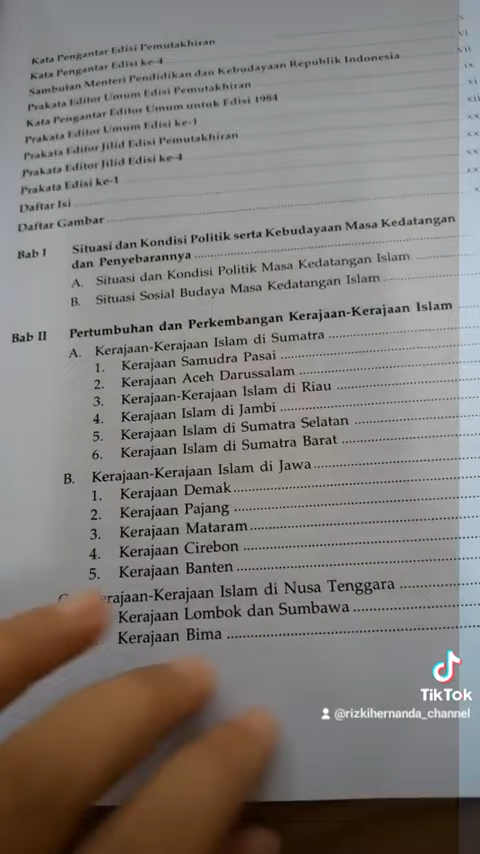 Kata Pengantar Edisi Pemutakhiran
Kata Pengantar Edisi ke-4
Sambutan Menteri Pendidikan dan Kebudayaan Republik Indonesia
Prakata Editor Umum Edisi Pemutakhiran
Kata Pengantar Editor Umum untuk Edisi 1984
Prakata Editor Umum Edisi ke-1
Prakata Editor Jilid Edisi Pemutakhiran
Prakata Editor Jilid Edisi ke-4
Prakata Edisi ke-1
Daftar Isi
Daftar Gambar
v
vi
vii
ix
xi
xii
Bab I Situasi dan Kondisi Politik serta Kebudayaan Masa Kedatangan
dan Penyebarannya
A. Situasi dan Kondisi Politik Masa Kedatangan Islam
B. Situasi Sosial Budaya Masa Kedatangan Islam
Bab II Pertumbuhan dan Perkembangan Kerajaan-Kerajaan Islam
A. Kerajaan-Kerajaan Islam di Sumatra
1. Kerajaan Samudra Pasai
2. Kerajaan Aceh Darussalam
3. Kerajaan-Kerajaan Islam di Riau
4. Kerajaan Islam di Jambi
5. Kerajaan Islam di Sumatra Selatan
6. Kerajaan Islam di Sumatra Barat
B. Kerajaan-Kerajaan Islam di Jawa
1. Kerajaan Demak
2. Kerajaan Pajang
3. Kerajaan Mataram
4. Kerajaan Cirebon
5. Kerajaan Banten
erajaan-Kerajaan Islam di Nusa Tenggara
Kerajaan Lombok dan Sumbawa
Kerajaan Bima
TikTok
@rizkihernanda_channel